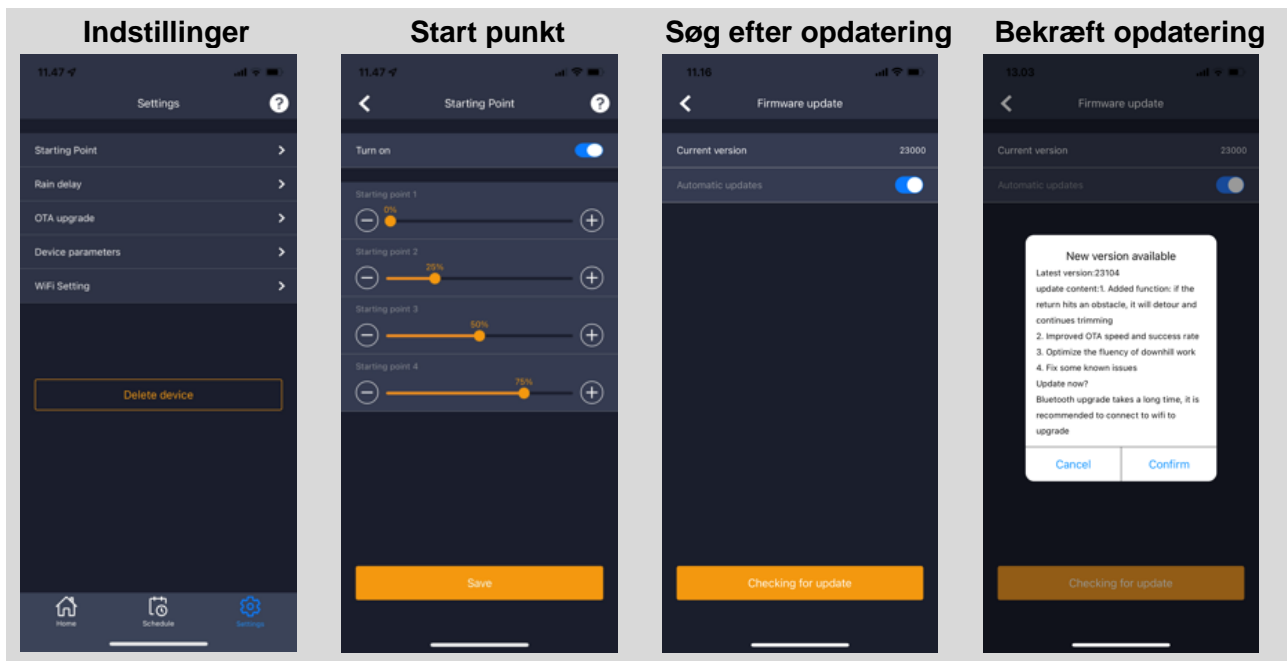 Indstillinger
11.47
Settings
?
Starting Point
Rain delay
OTA upgrade
Device parameters
WiFi Setting
Delete device
Home
Schedule
Settings
Start punkt
11.47
Starting Point
?
Turn on
Starting point 1
0%
Starting point 2
25%
Starting point 3
50%
Starting point 4
75%
Save
Søg efter opdatering
11.16
Firmware update
Current version 23000
Automatic updates
Checking for update
Bekræft opdatering
13.03
Firmware update
Current version 23000
Automatic updates
New version available
Latest version:23104
update content:1. Added function: if the
return hits an obstacle, it will detour and
continues trimming
2. Improved OTA speed and success rate
3. Optimize the fluency of downhill work
4. Fix some known issues
Update now?
Bluetooth upgrade takes a long time, it is
recommended to connect to wifi to
upgrade
Cancel Confirm
Checking for update